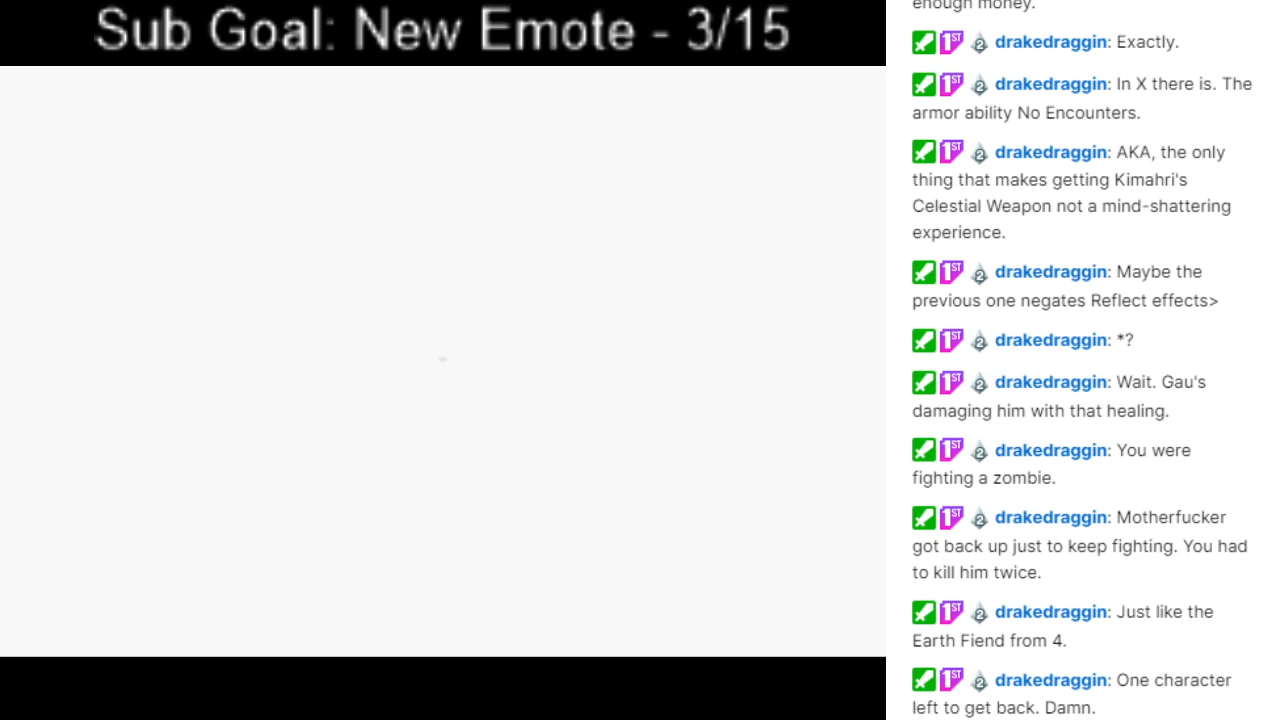 Sub Goal: New Emote - 3/15
enough money.
drakedraggin: Exactly.
drakedraggin: In X there is. The
armor ability No Encounters.
drakedraggin: AKA, the only
thing that makes getting Kimahri's
Celestial Weapon not a mind-shattering
experience.
drakedraggin: Maybe the
previous one negates Reflect effects>
drakedraggin: *?
drakedraggin: Wait. Gau's
damaging him with that healing.
drakedraggin: You were
fighting a zombie.
drakedraggin: Motherfucker
got back up just to keep fighting. You had
to kill him twice.
drakedraggin: Just like the
Earth Fiend from 4.
drakedraggin: One character
left to get back. Damn.